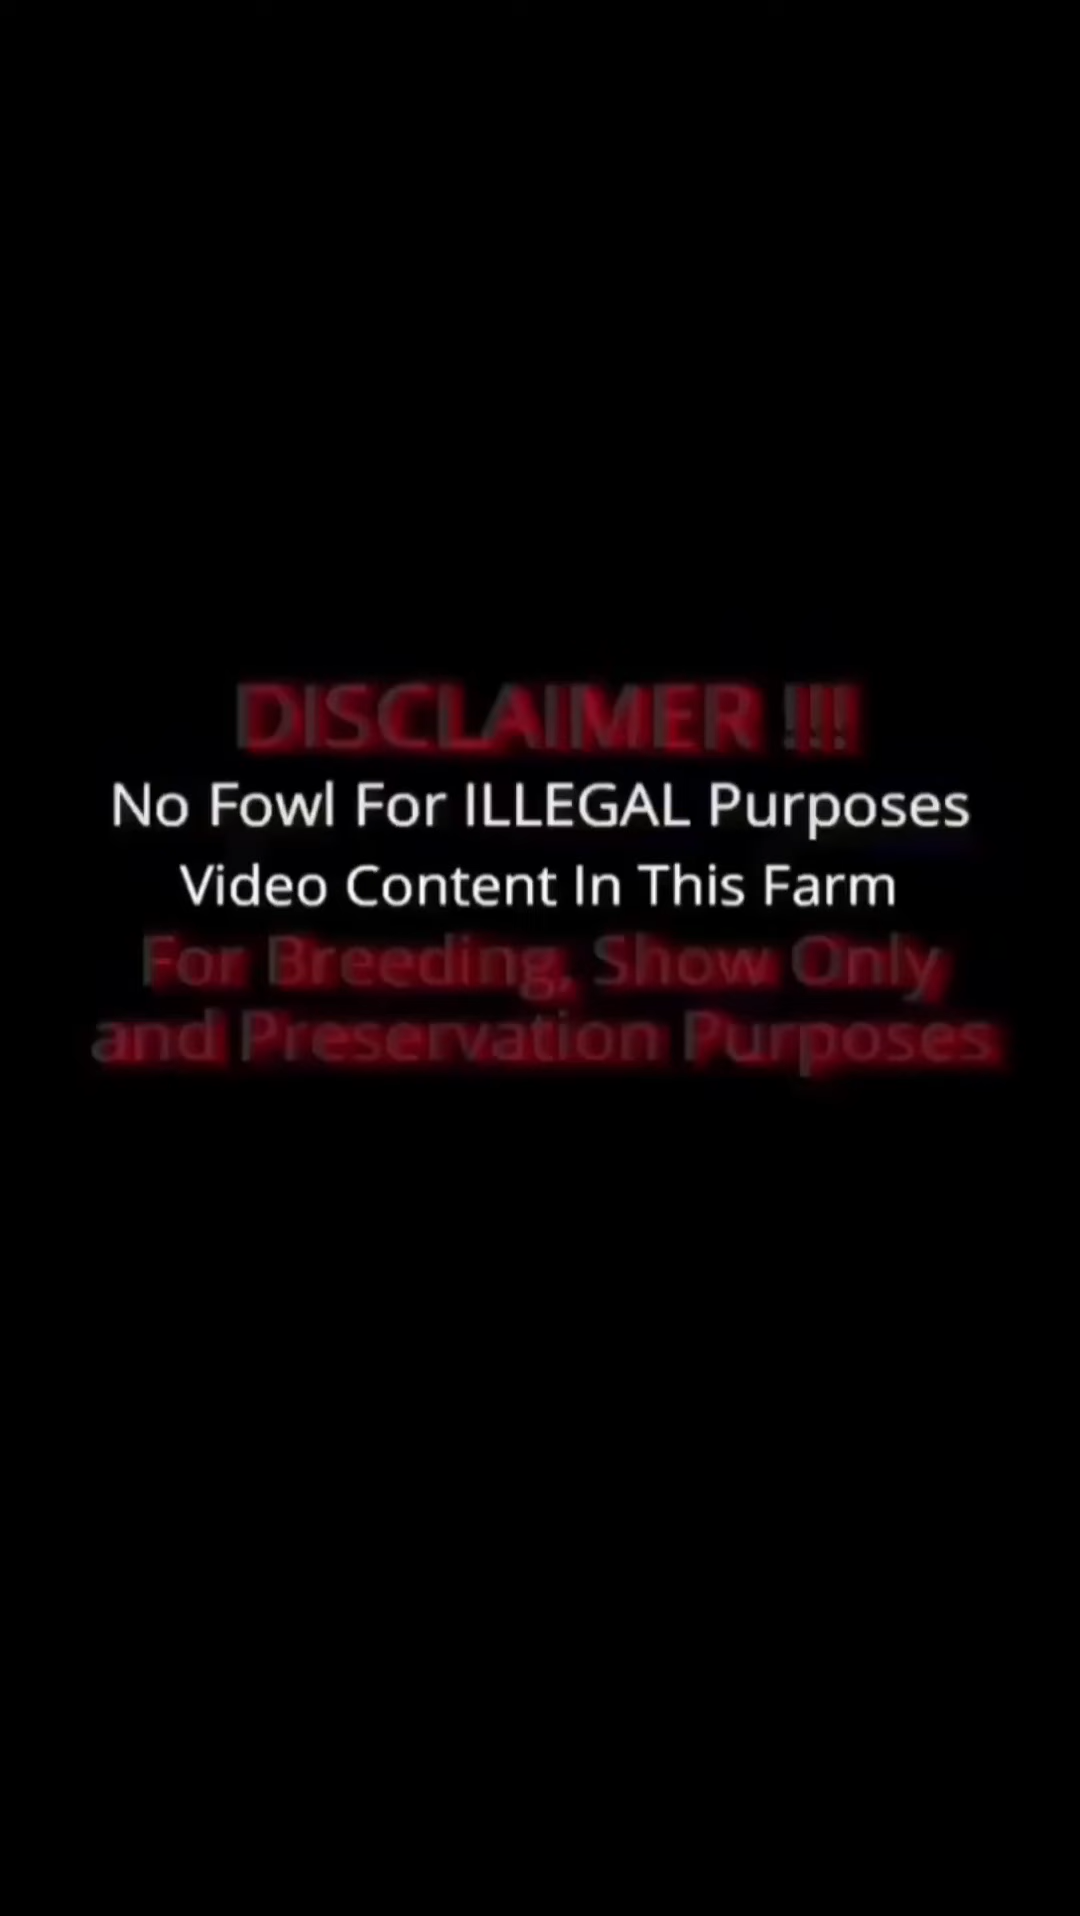 DISCLAIMER !!!
No Fowl For ILLEGAL Purposes
Video Content In This Farm
For Breeding, Show Only
and Preservation Purposes